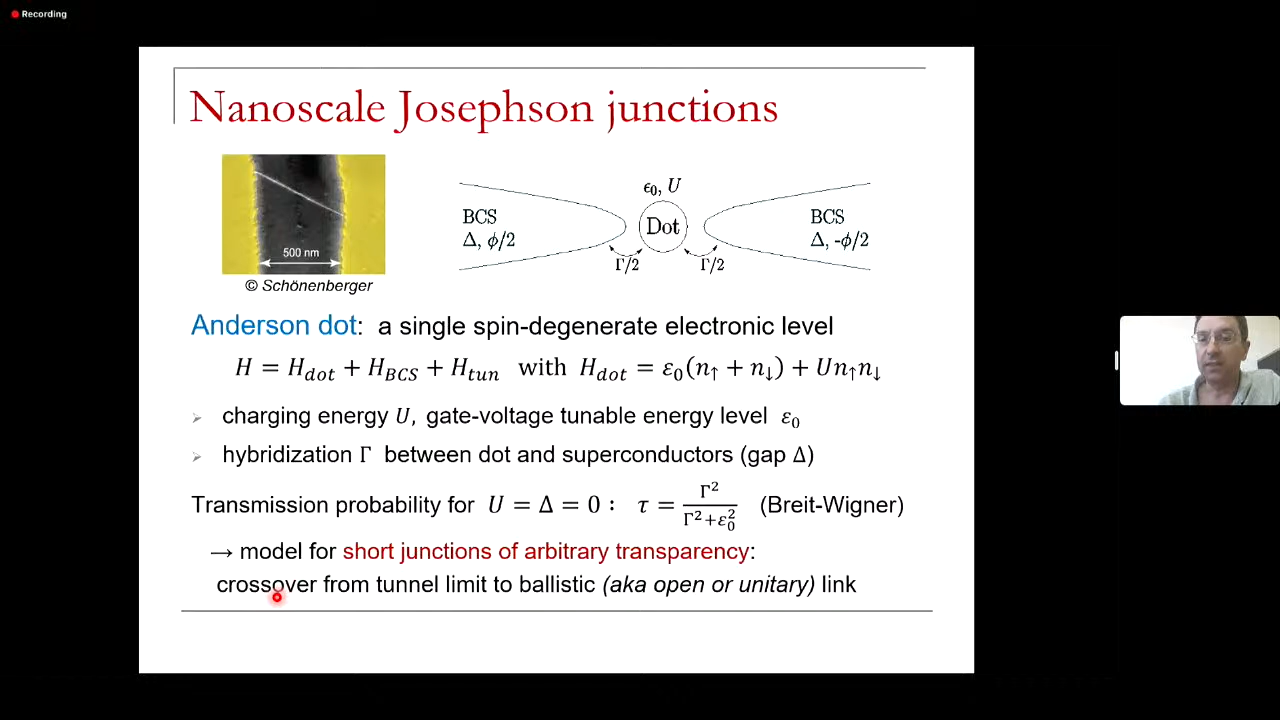 Recording
Nanoscale Josephson junctions
500 nm
© Schönenberger
ϵ₀, U
BCS
Δ, ϕ/2
Dot
BCS
Δ, -ϕ/2
Γ/2
Γ/2
Anderson dot: a single spin-degenerate electronic level
H = H_dot + H_BCS + H_tun with H_dot = ε₀(n↑ + n↓) + Un↑n↓
➢ charging energy U, gate-voltage tunable energy level ε₀
➢ hybridization Γ between dot and superconductors (gap Δ)
Transmission probability for U = Δ = 0 : τ = Γ²/(Γ²+ε₀²) (Breit-Wigner)
→ model for short junctions of arbitrary transparency:
crossover from tunnel limit to ballistic (aka open or unitary) link